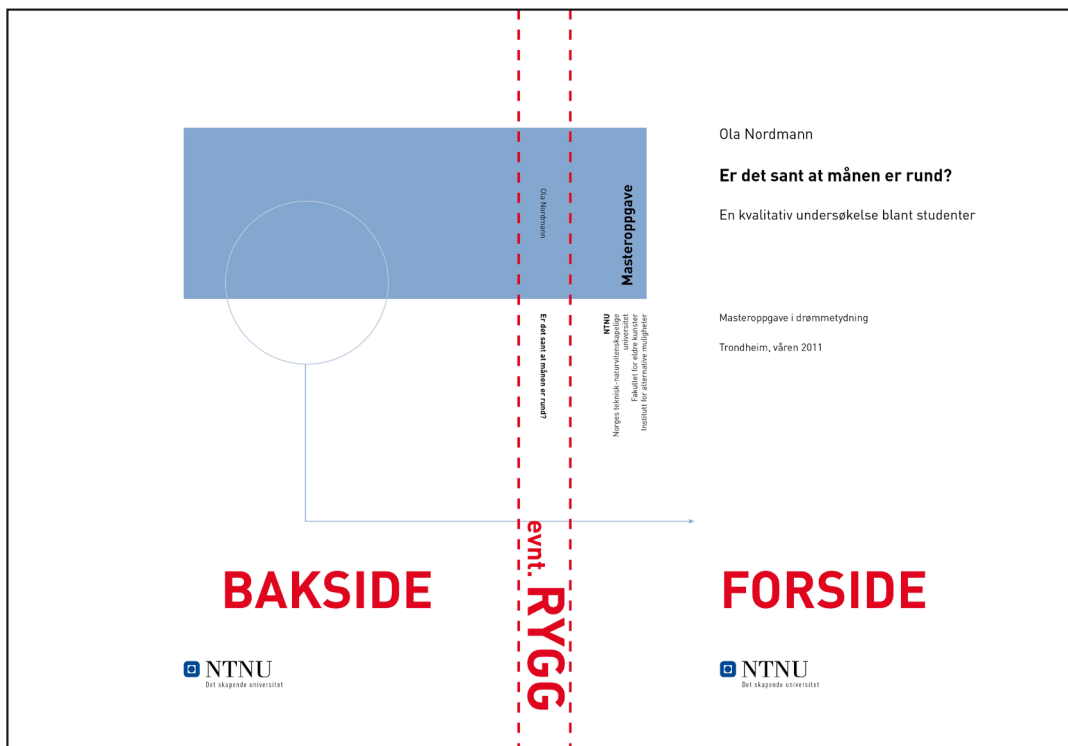 BAKSIDE
NTNU
Det skapende universitet
Ola Nordmann
Er det sant at månen er rund?
evnt. RYGG
Masteroppgave
NTNU
Norges teknisk-naturvitenskapelige
universitet
Fakultet for eldre kunster
Institutt for alternative muligheter
Ola Nordmann
Er det sant at månen er rund?
En kvalitativ undersøkelse blant studenter
Masteroppgave i drømmetydning
Trondheim, våren 2011
FORSIDE
NTNU
Det skapende universitet